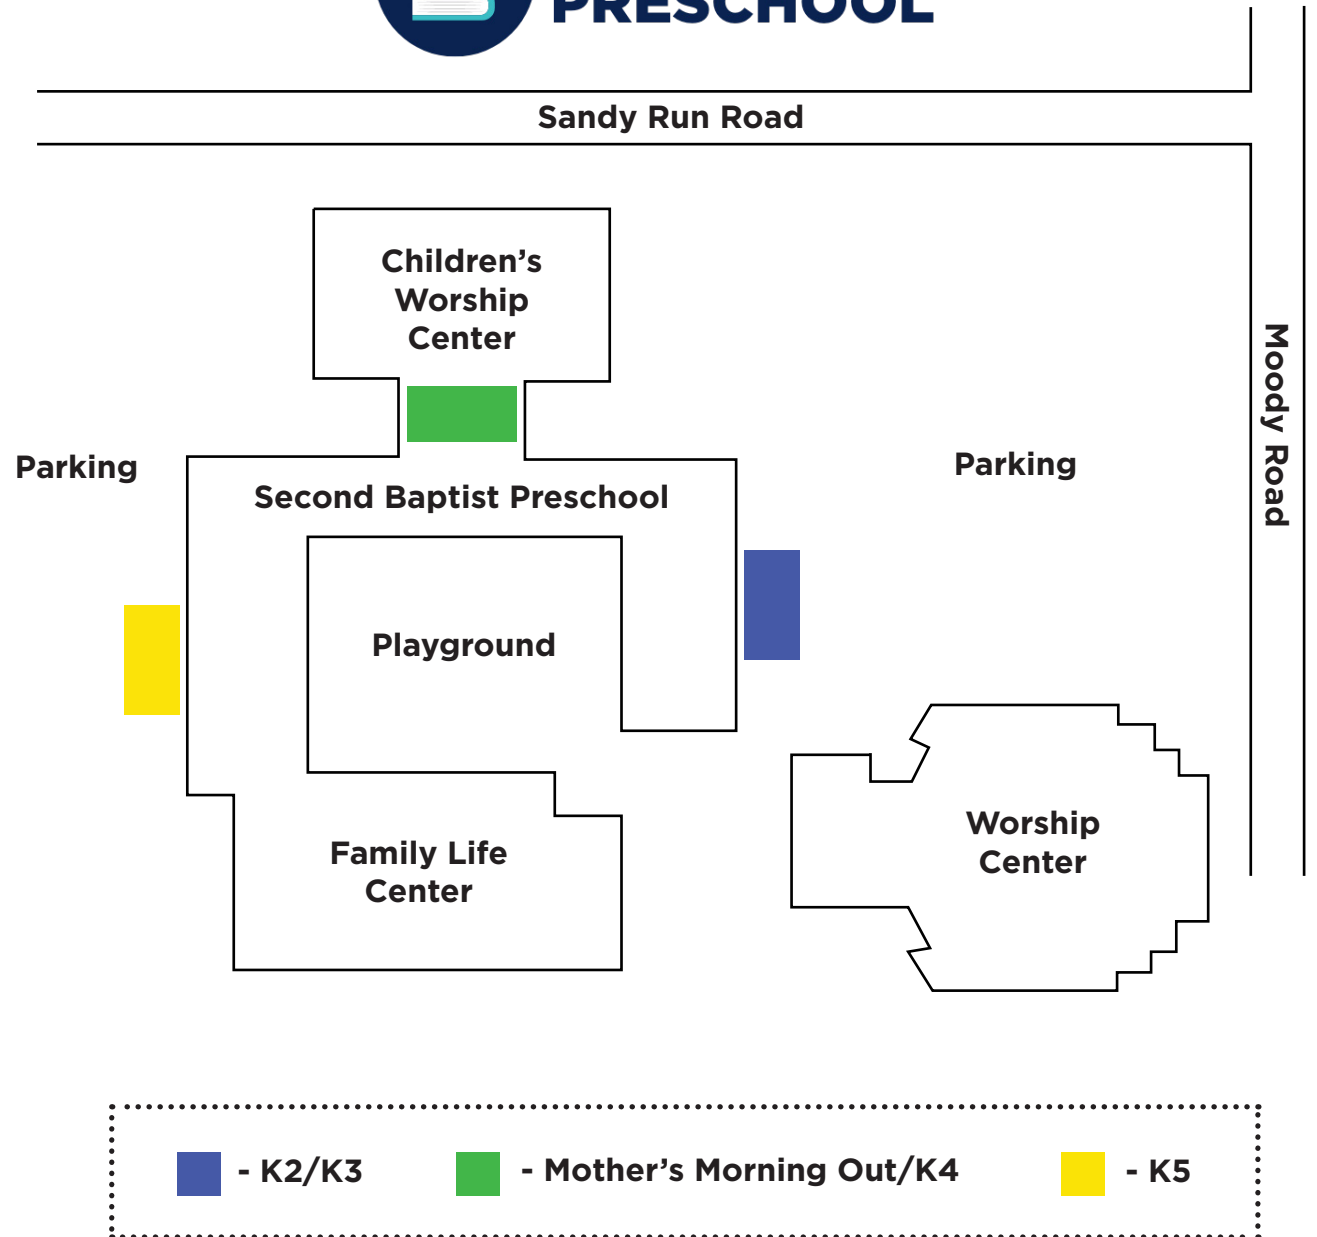 PRESCHOOL
Sandy Run Road
Children’s
Worship
Center
Moody Road
Parking
Parking
Second Baptist Preschool
Playground
Worship
Center
Family Life
Center
- K2/K3
- Mother’s Morning Out/K4
- K5